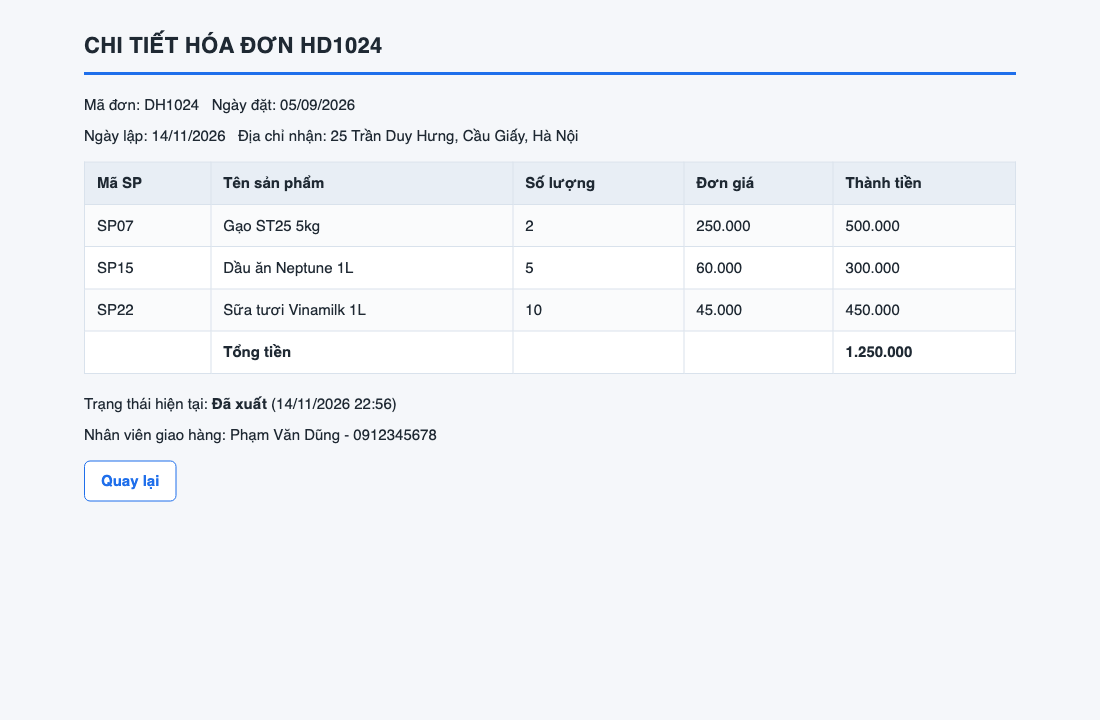 CHI TIẾT HÓA ĐƠN HD1024
Mã đơn: DH1024 Ngày đặt: 05/09/2026
Ngày lập: 14/11/2026 Địa chỉ nhận: 25 Trần Duy Hưng, Cầu Giấy, Hà Nội
Mã SP Tên sản phẩm Số lượng Đơn giá Thành tiền
SP07 Gạo ST25 5kg 2 250.000 500.000
SP15 Dầu ăn Neptune 1L 5 60.000 300.000
SP22 Sữa tươi Vinamilk 1L 10 45.000 450.000
Tổng tiền 1.250.000
Trạng thái hiện tại: Đã xuất (14/11/2026 22:56)
Nhân viên giao hàng: Phạm Văn Dũng - 0912345678
Quay lại